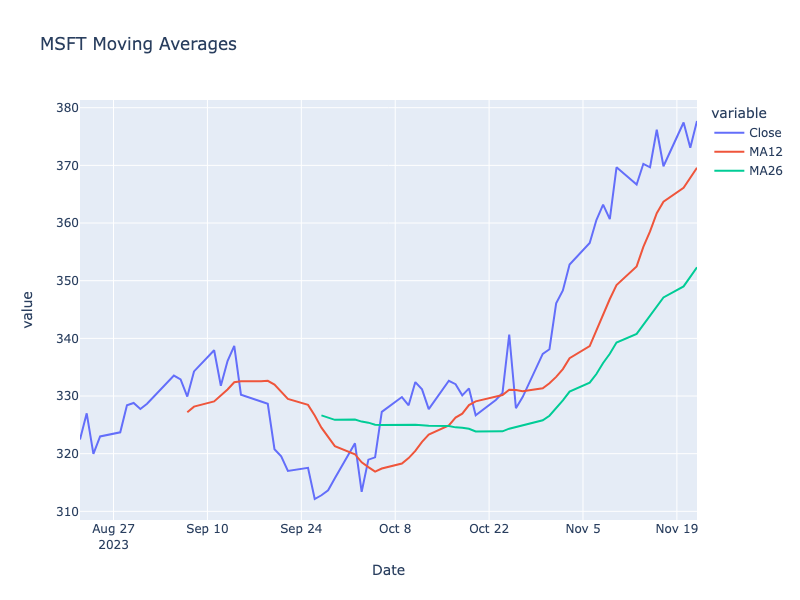 MSFT Moving Averages
variable
Close
MA12
MA26
value
380
370
360
350
340
330
320
310
Aug 27
2023
Sep 10
Sep 24
Oct 8
Oct 22
Nov 5
Nov 19
Date